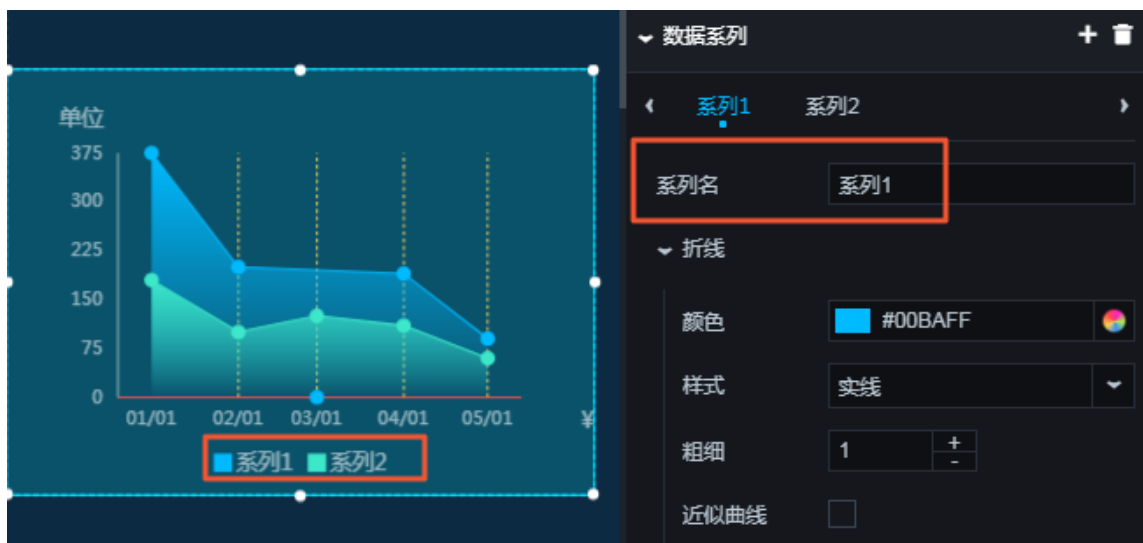 单位
375
300
225
150
75
0
01/01 02/01 03/01 04/01 05/01 ¥
系列1 系列2
数据系列
系列1 系列2
系列名 系列1
折线
颜色 #00BAFF
样式 实线
粗细 1 + -
近似曲线